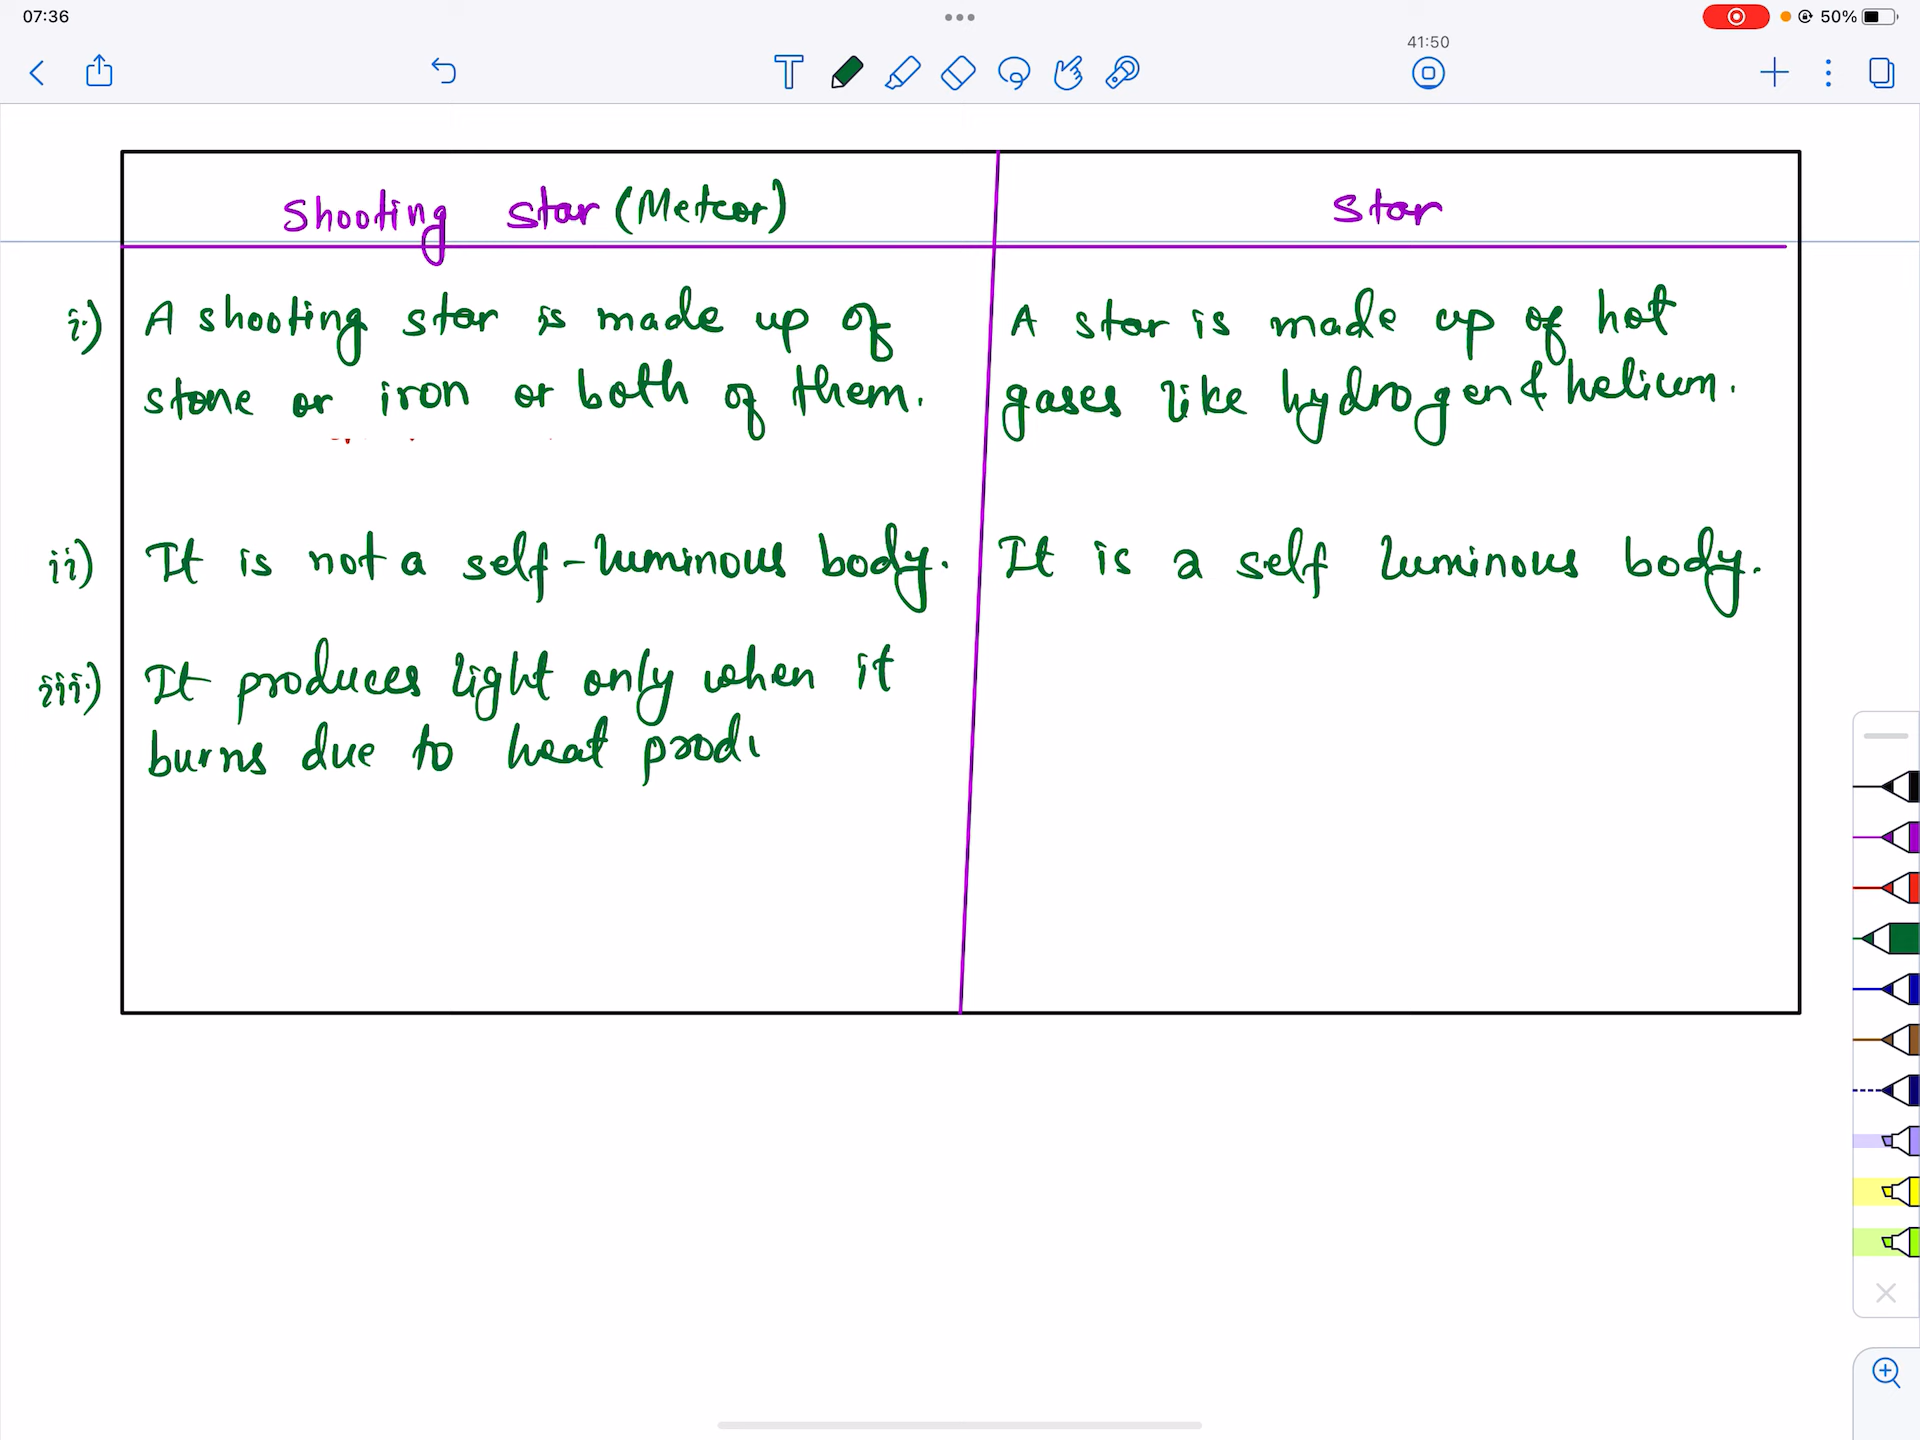 07:36
50%
41:50
Shooting Star (Meteor)
Star
i) A shooting star is made up of
stone or iron or both of them.
A star is made up of hot
gases like hydrogen & helium.
ii) It is not a self-luminous body.
It is a self luminous body.
iii) It produces light only when it
burns due to heat